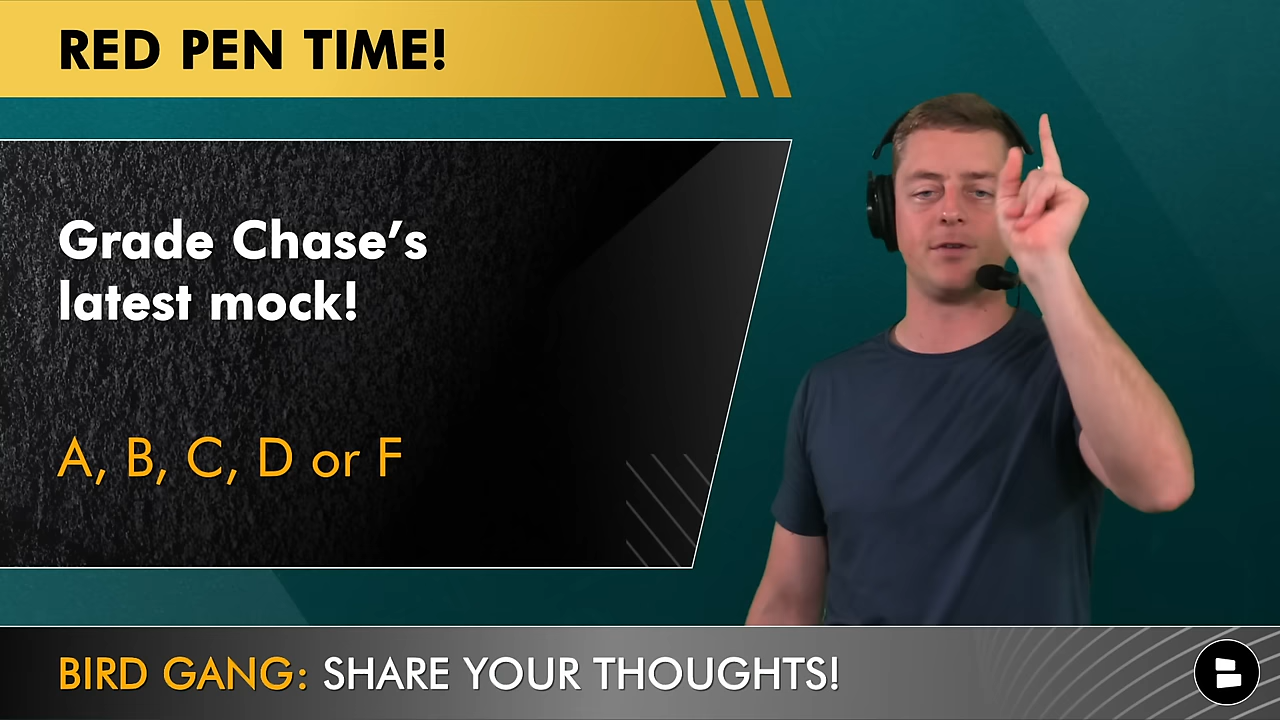 RED PEN TIME!
Grade Chase’s
latest mock!
A, B, C, D or F
BIRD GANG: SHARE YOUR THOUGHTS!